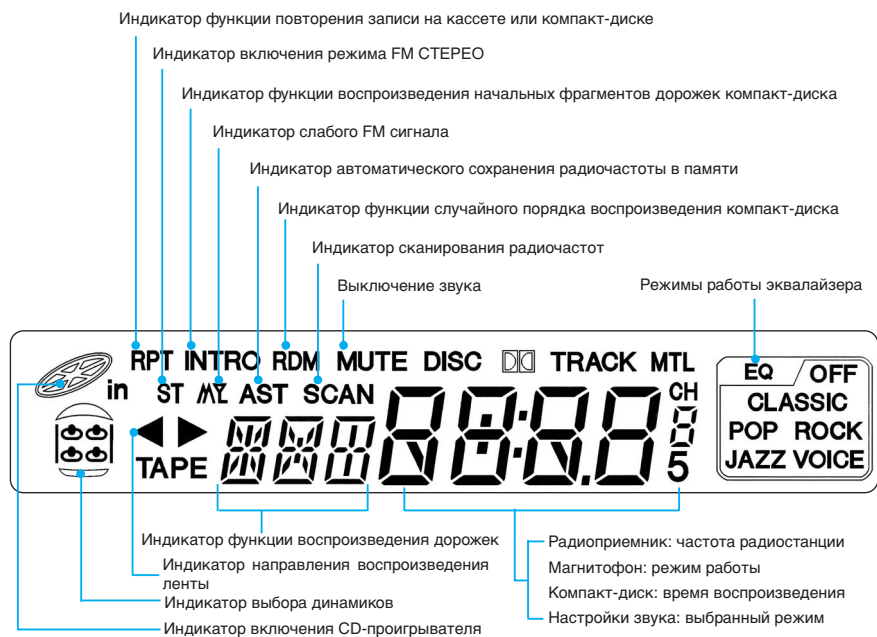 Индикатор функции повторения записи на кассете или компакт-диске
Индикатор включения режима FM СТЕРЕО
Индикатор функции воспроизведения начальных фрагментов дорожек компакт-диска
Индикатор слабого FM сигнала
Индикатор автоматического сохранения радиочастоты в памяти
Индикатор функции случайного порядка воспроизведения компакт-диска
Индикатор сканирования радиочастот
Выключение звука
Режимы работы эквалайзера
RPT INTRO RDM MUTE DISC TRACK MTL
in ST AST SCAN CH
EQ OFF
CLASSIC
POP ROCK
JAZZ VOICE
TAPE 5
Индикатор функции воспроизведения дорожек
Индикатор направления воспроизведения
ленты
Индикатор выбора динамиков
Индикатор включения CD-проигрывателя
Радиоприемник: частота радиостанции
Магнитофон: режим работы
Компакт-диск: время воспроизведения
Настройки звука: выбранный режим